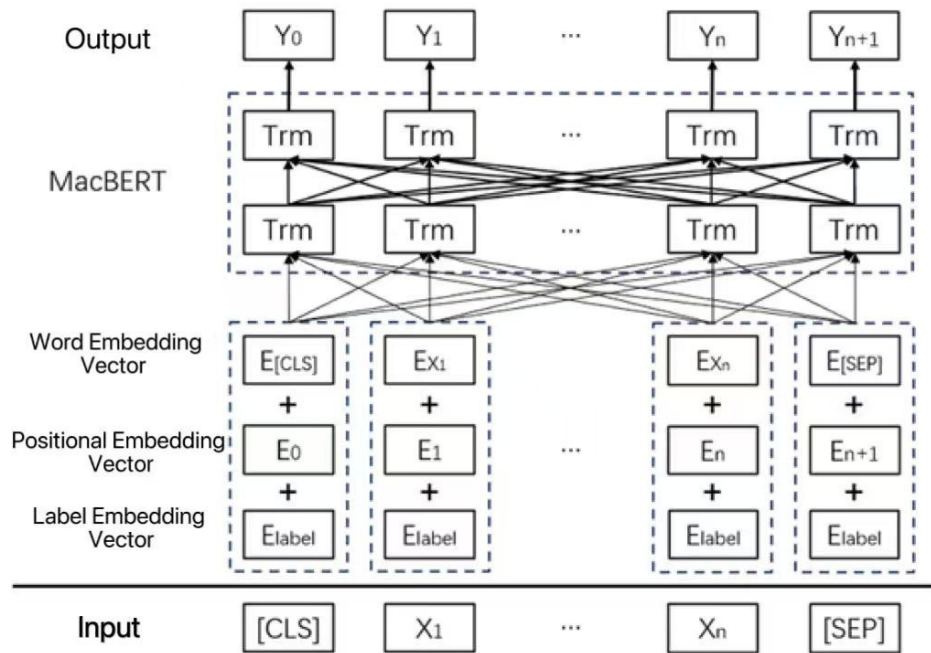 Output Y0 Y1 ... Yn Yn+1
Trm Trm ... Trm Trm
MacBERT
Trm Trm ... Trm Trm
Word Embedding
Vector
E[CLS] EX1 EXn E[SEP]
+ + + +
Positional Embedding
Vector
E0 E1 ... En En+1
+ + + +
Label Embedding
Vector
Elabel Elabel Elabel Elabel
Input [CLS] X1 ... Xn [SEP]